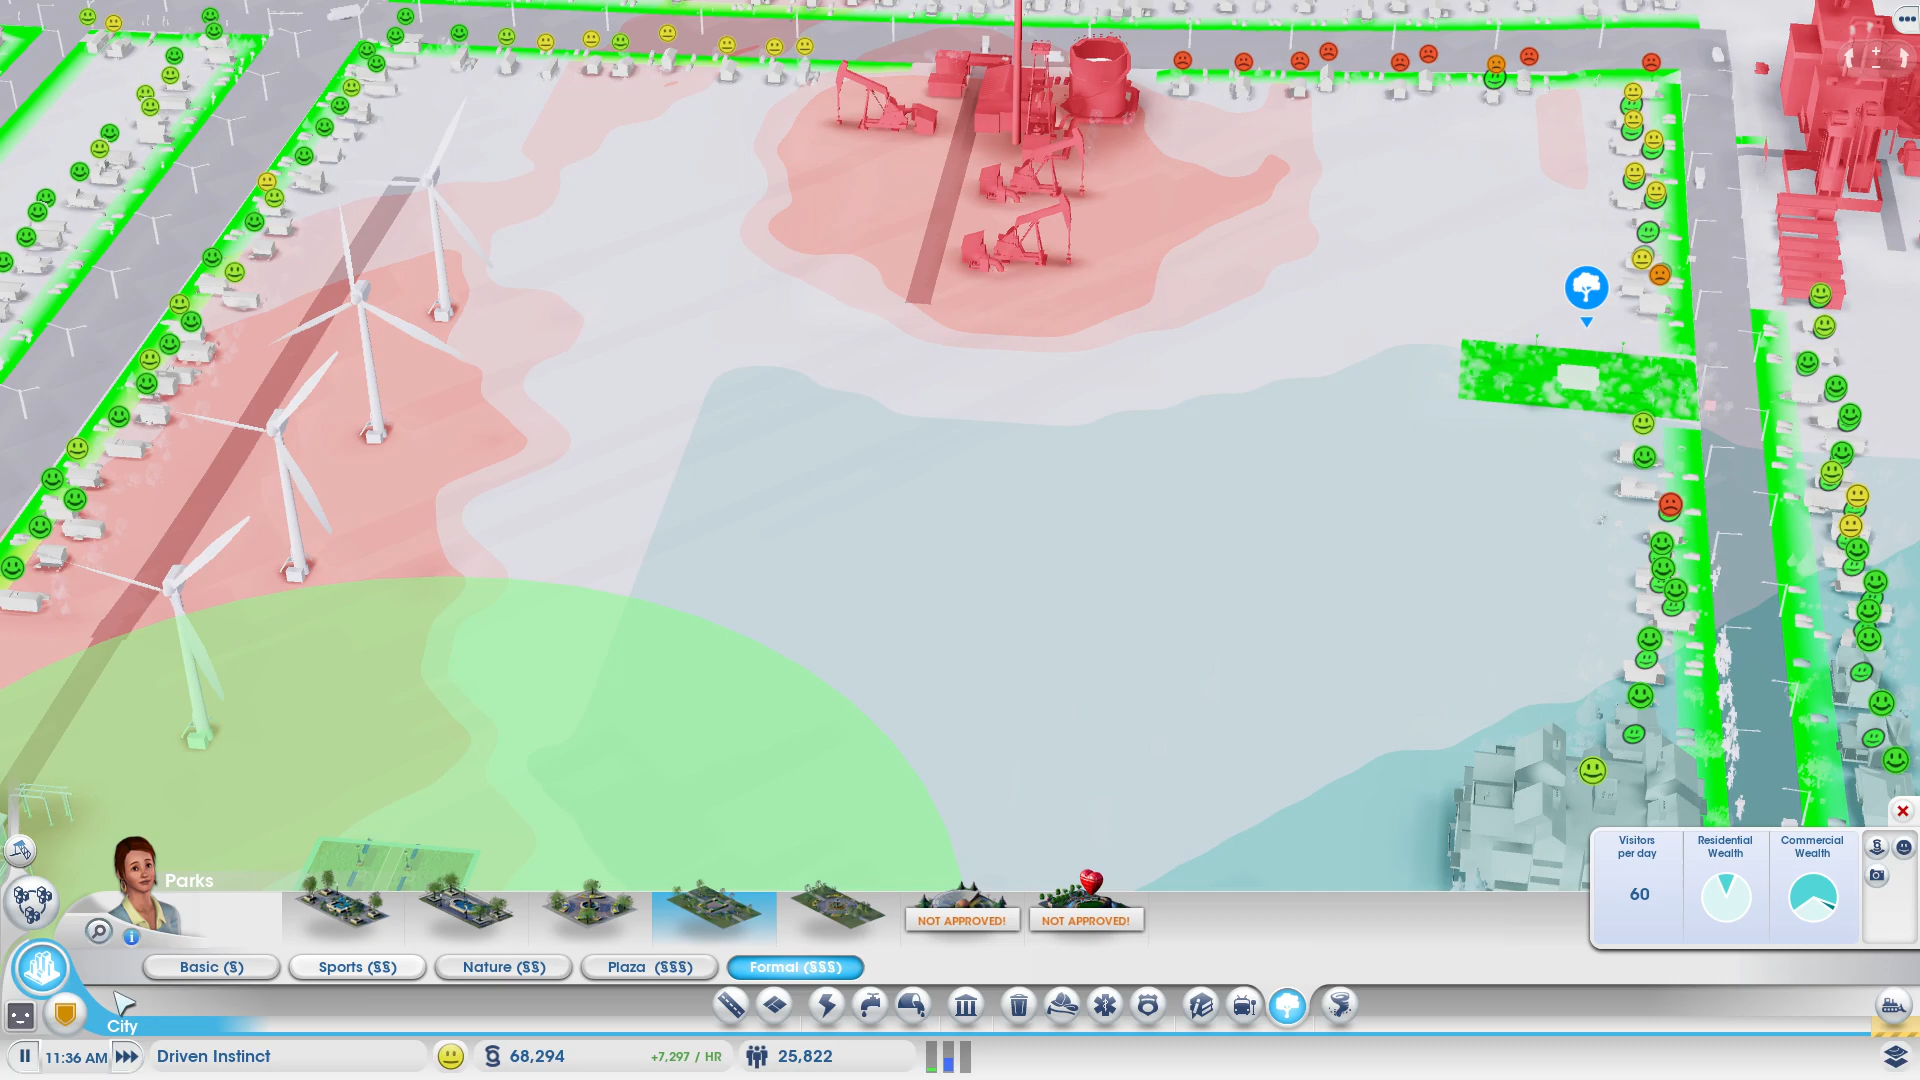 Visitors per day
Residential Wealth
Commercial Wealth
60
Parks
NOT APPROVED!
NOT APPROVED!
Basic (§)
Sports (§§)
Nature (§§)
Plaza (§§§)
Formal (§§§)
City
11:36 AM
Driven Instinct
68,294
+7,297 / HR
25,822